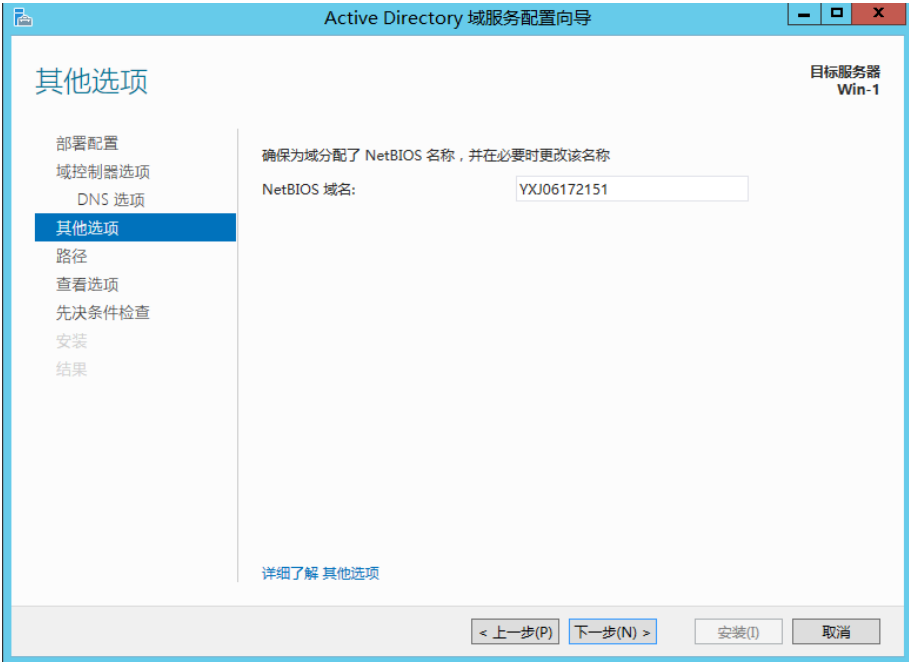 Active Directory 域服务配置向导
其他选项
目标服务器
Win-1
部署配置
域控制器选项
DNS 选项
其他选项
路径
查看选项
先决条件检查
安装
结果
确保为域分配了 NetBIOS 名称，并在必要时更改该名称
NetBIOS 域名: YXJ06172151
详细了解 其他选项
< 上一步(P) 下一步(N) > 安装(I) 取消